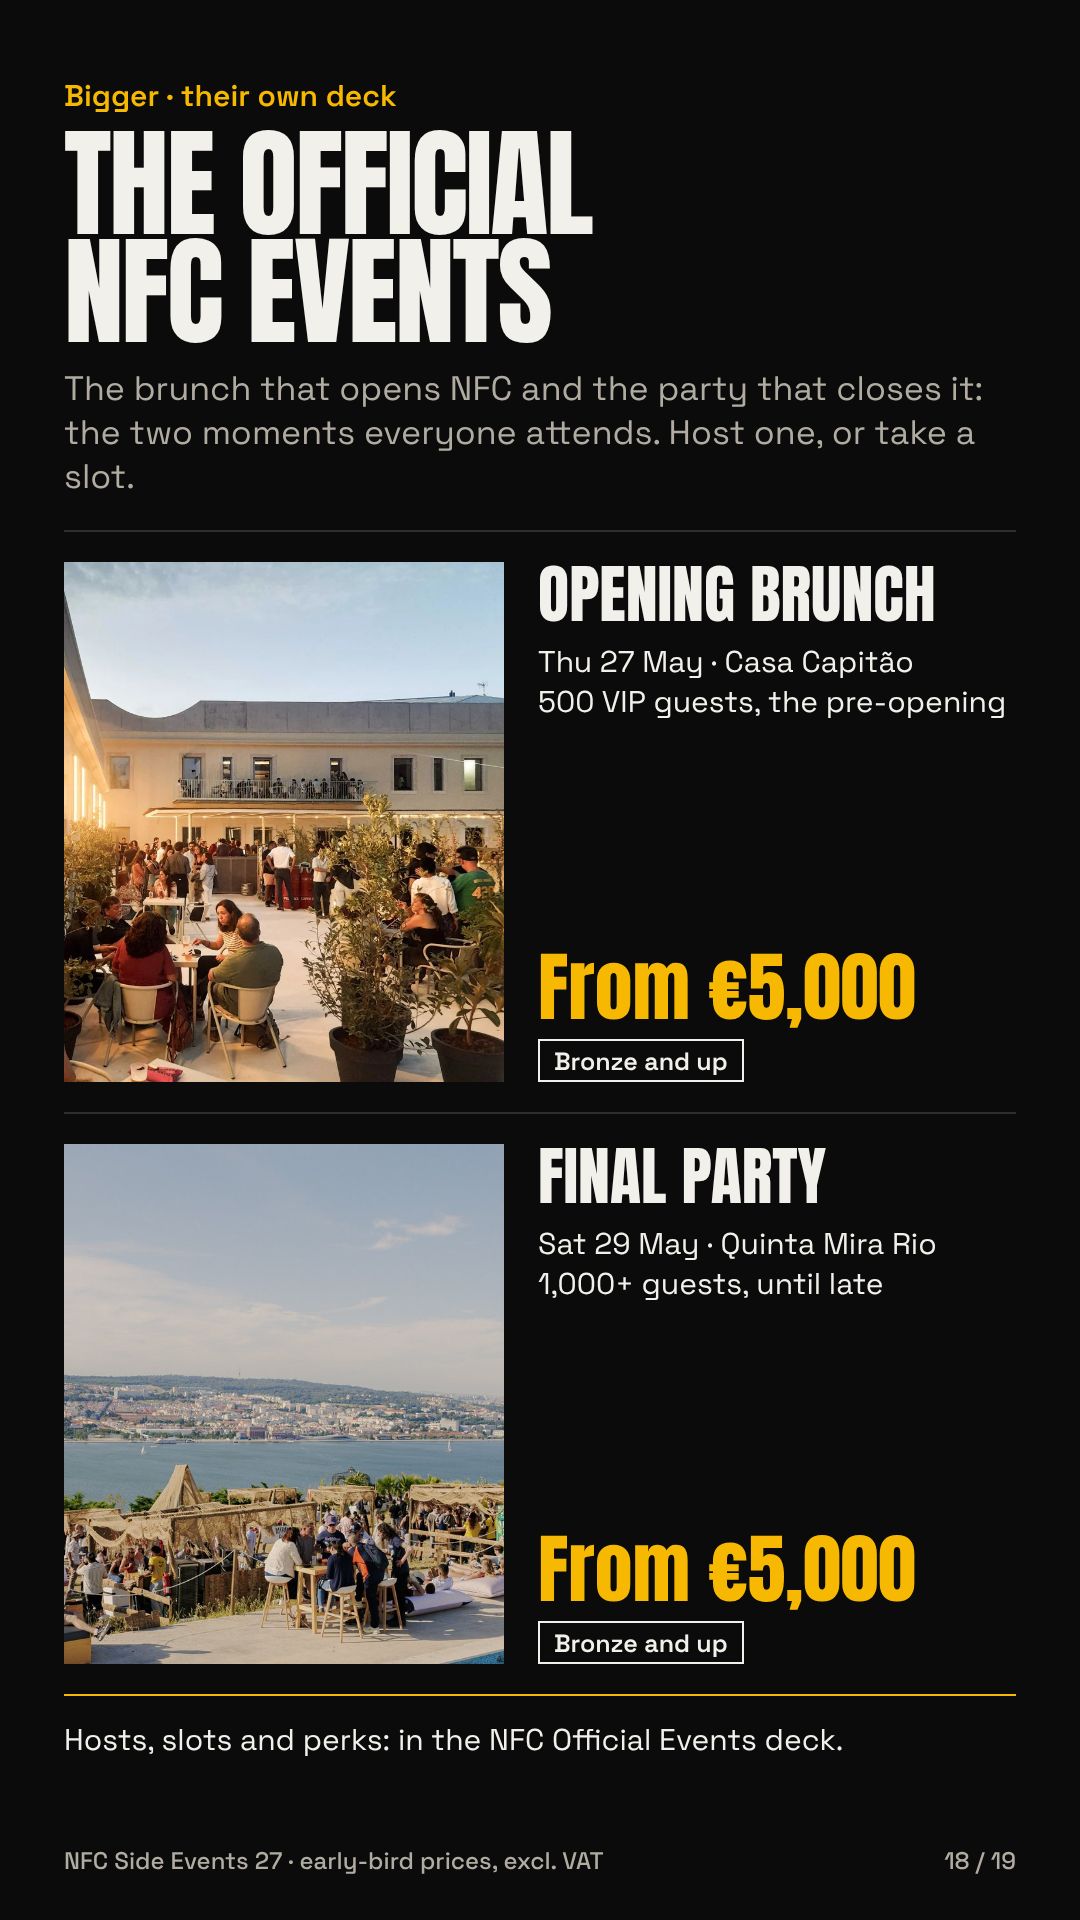 Bigger · their own deck
THE OFFICIAL
NFC EVENTS
The brunch that opens NFC and the party that closes it:
the two moments everyone attends. Host one, or take a
slot.
OPENING BRUNCH
Thu 27 May · Casa Capitão
500 VIP guests, the pre-opening
From €5,000
Bronze and up
FINAL PARTY
Sat 29 May · Quinta Mira Rio
1,000+ guests, until late
From €5,000
Bronze and up
Hosts, slots and perks: in the NFC Official Events deck.
NFC Side Events 27 · early-bird prices, excl. VAT
18 / 19